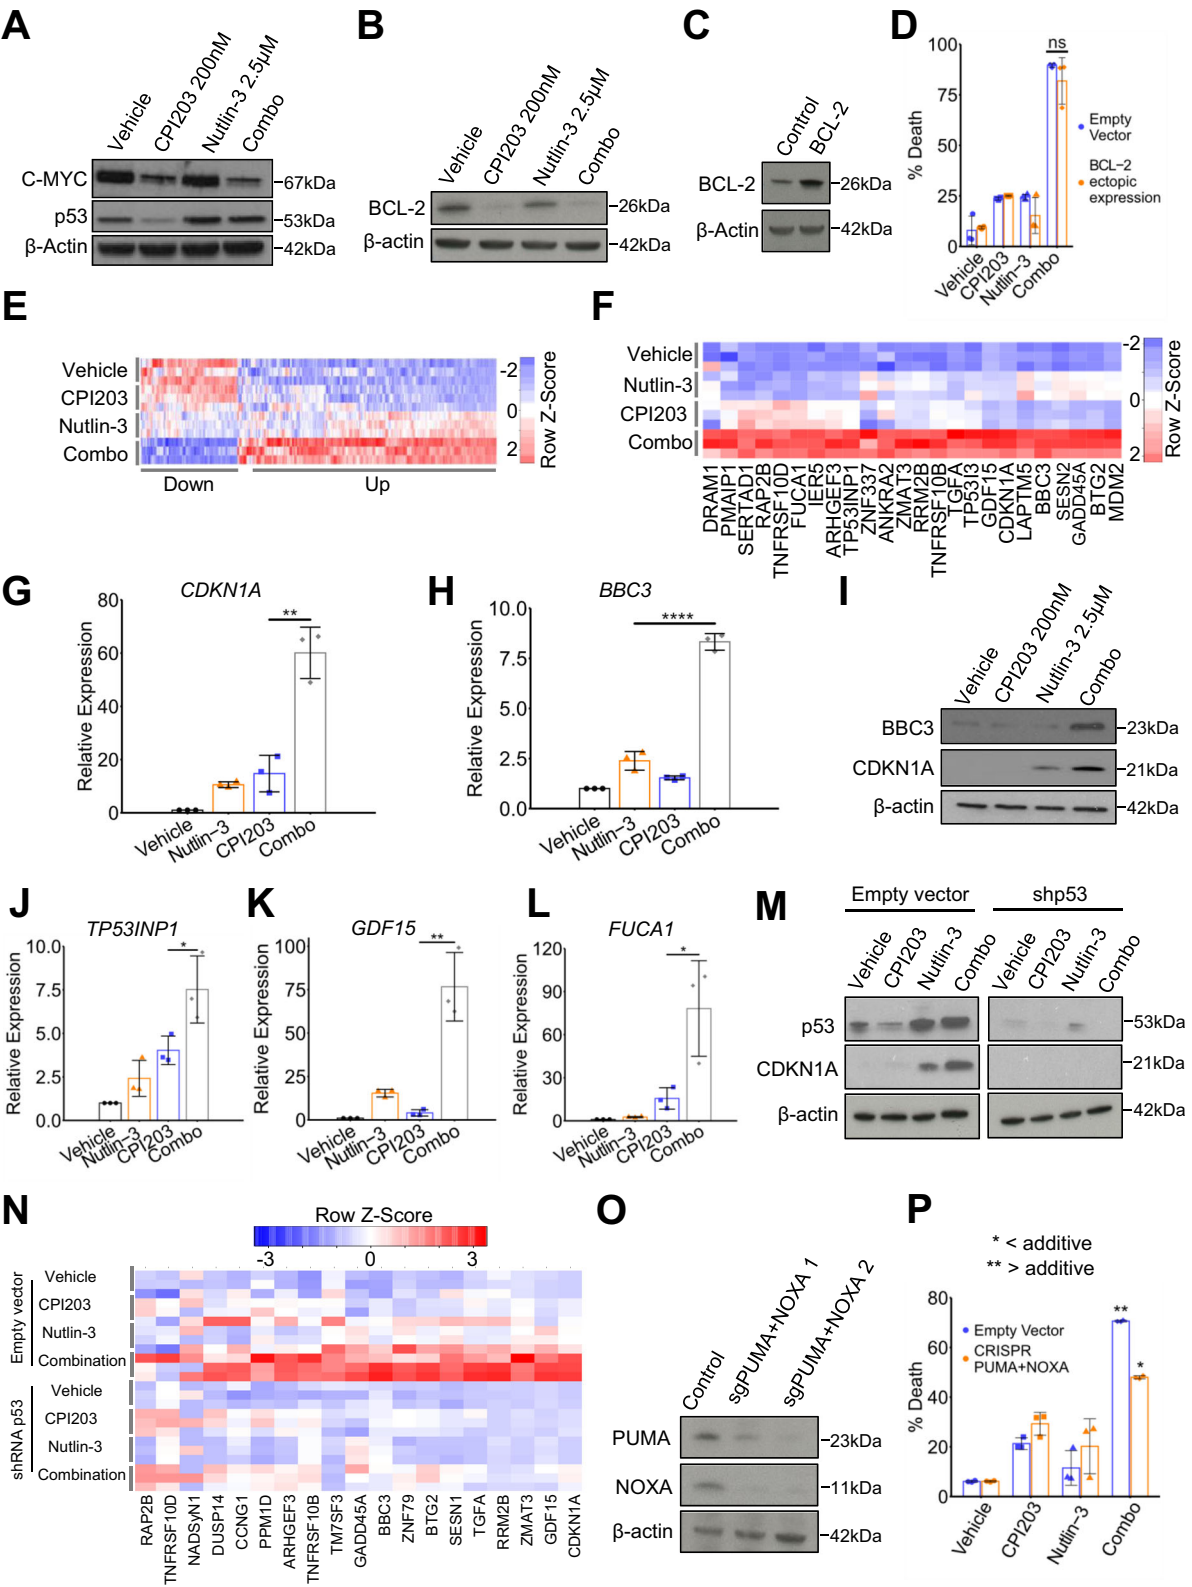 A
Vehicle
CPI203 200nM
Nutlin-3 2.5µM
Combo
C-MYC
67kDa
p53
53kDa
β-Actin
42kDa
B
Vehicle
CPI203 200nM
Nutlin-3 2.5µM
Combo
BCL-2
26kDa
β-actin
42kDa
C
Control
BCL-2
BCL-2
26kDa
β-Actin
42kDa
D
% Death
100
75
50
25
0
ns
Vehicle
CPI203
Nutlin-3
Combo
Empty
Vector
BCL-2
ectopic
expression
E
Vehicle
CPI203
Nutlin-3
Combo
Down
Up
-2
0
2
Row Z-Score
F
Vehicle
Nutlin-3
CPI203
Combo
-2
0
2
Row Z-Score
DRAM1
PMAIP1
SERTAD1
RAP2B
TNFRSF10D
FUCA1
IER5
ARHGEF3
TP53INP1
ZNF337
ANKRA2
ZMAT3
RRM2B
TNFRSF10B
TGFA
TP53I3
GDF15
CDKN1A
LAPTM5
BBC3
SESN2
GADD45A
BTG2
MDM2
G
CDKN1A
Relative Expression
80
60
40
20
0
**
Vehicle
Nutlin-3
CPI203
Combo
H
BBC3
Relative Expression
10.0
7.5
5.0
2.5
0.0
****
Vehicle
Nutlin-3
CPI203
Combo
I
Vehicle
CPI203 200nM
Nutlin-3 2.5µM
Combo
BBC3
23kDa
CDKN1A
21kDa
β-actin
42kDa
J
TP53INP1
Relative Expression
10.0
7.5
5.0
2.5
0.0
*
Vehicle
Nutlin-3
CPI203
Combo
K
GDF15
Relative Expression
100
75
50
25
0
**
Vehicle
Nutlin-3
CPI203
Combo
L
FUCA1
Relative Expression
120
90
60
30
0
*
Vehicle
Nutlin-3
CPI203
Combo
M
Empty vector
shp53
Vehicle
CPI203
Nutlin-3
Combo
Vehicle
CPI203
Nutlin-3
Combo
p53
53kDa
CDKN1A
21kDa
β-actin
42kDa
N
Row Z-Score
-3
0
3
Empty vector
Vehicle
CPI203
Nutlin-3
Combination
shRNA p53
Vehicle
CPI203
Nutlin-3
Combination
RAP2B
TNFRSF10D
NADSyN1
DUSP14
CCNG1
PPM1D
ARHGEF3
TNFRSF10B
TM7SF3
GADD45A
BBC3
ZNF79
BTG2
SESN1
TGFA
RRM2B
ZMAT3
GDF15
CDKN1A
O
Control
sgPUMA+NOXA 1
sgPUMA+NOXA 2
PUMA
23kDa
NOXA
11kDa
β-actin
42kDa
P
* < additive
** > additive
% Death
80
60
40
20
0
Empty Vector
CRISPR
PUMA+NOXA
**
*
Vehicle
CPI203
Nutlin-3
Combo